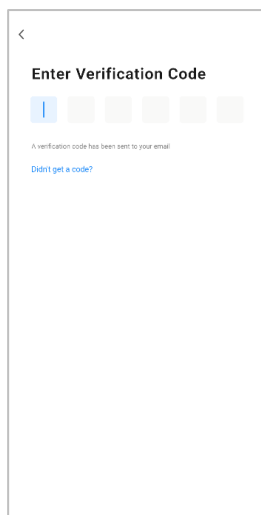 Enter Verification Code
A verification code has been sent to your email
Didn't get a code?